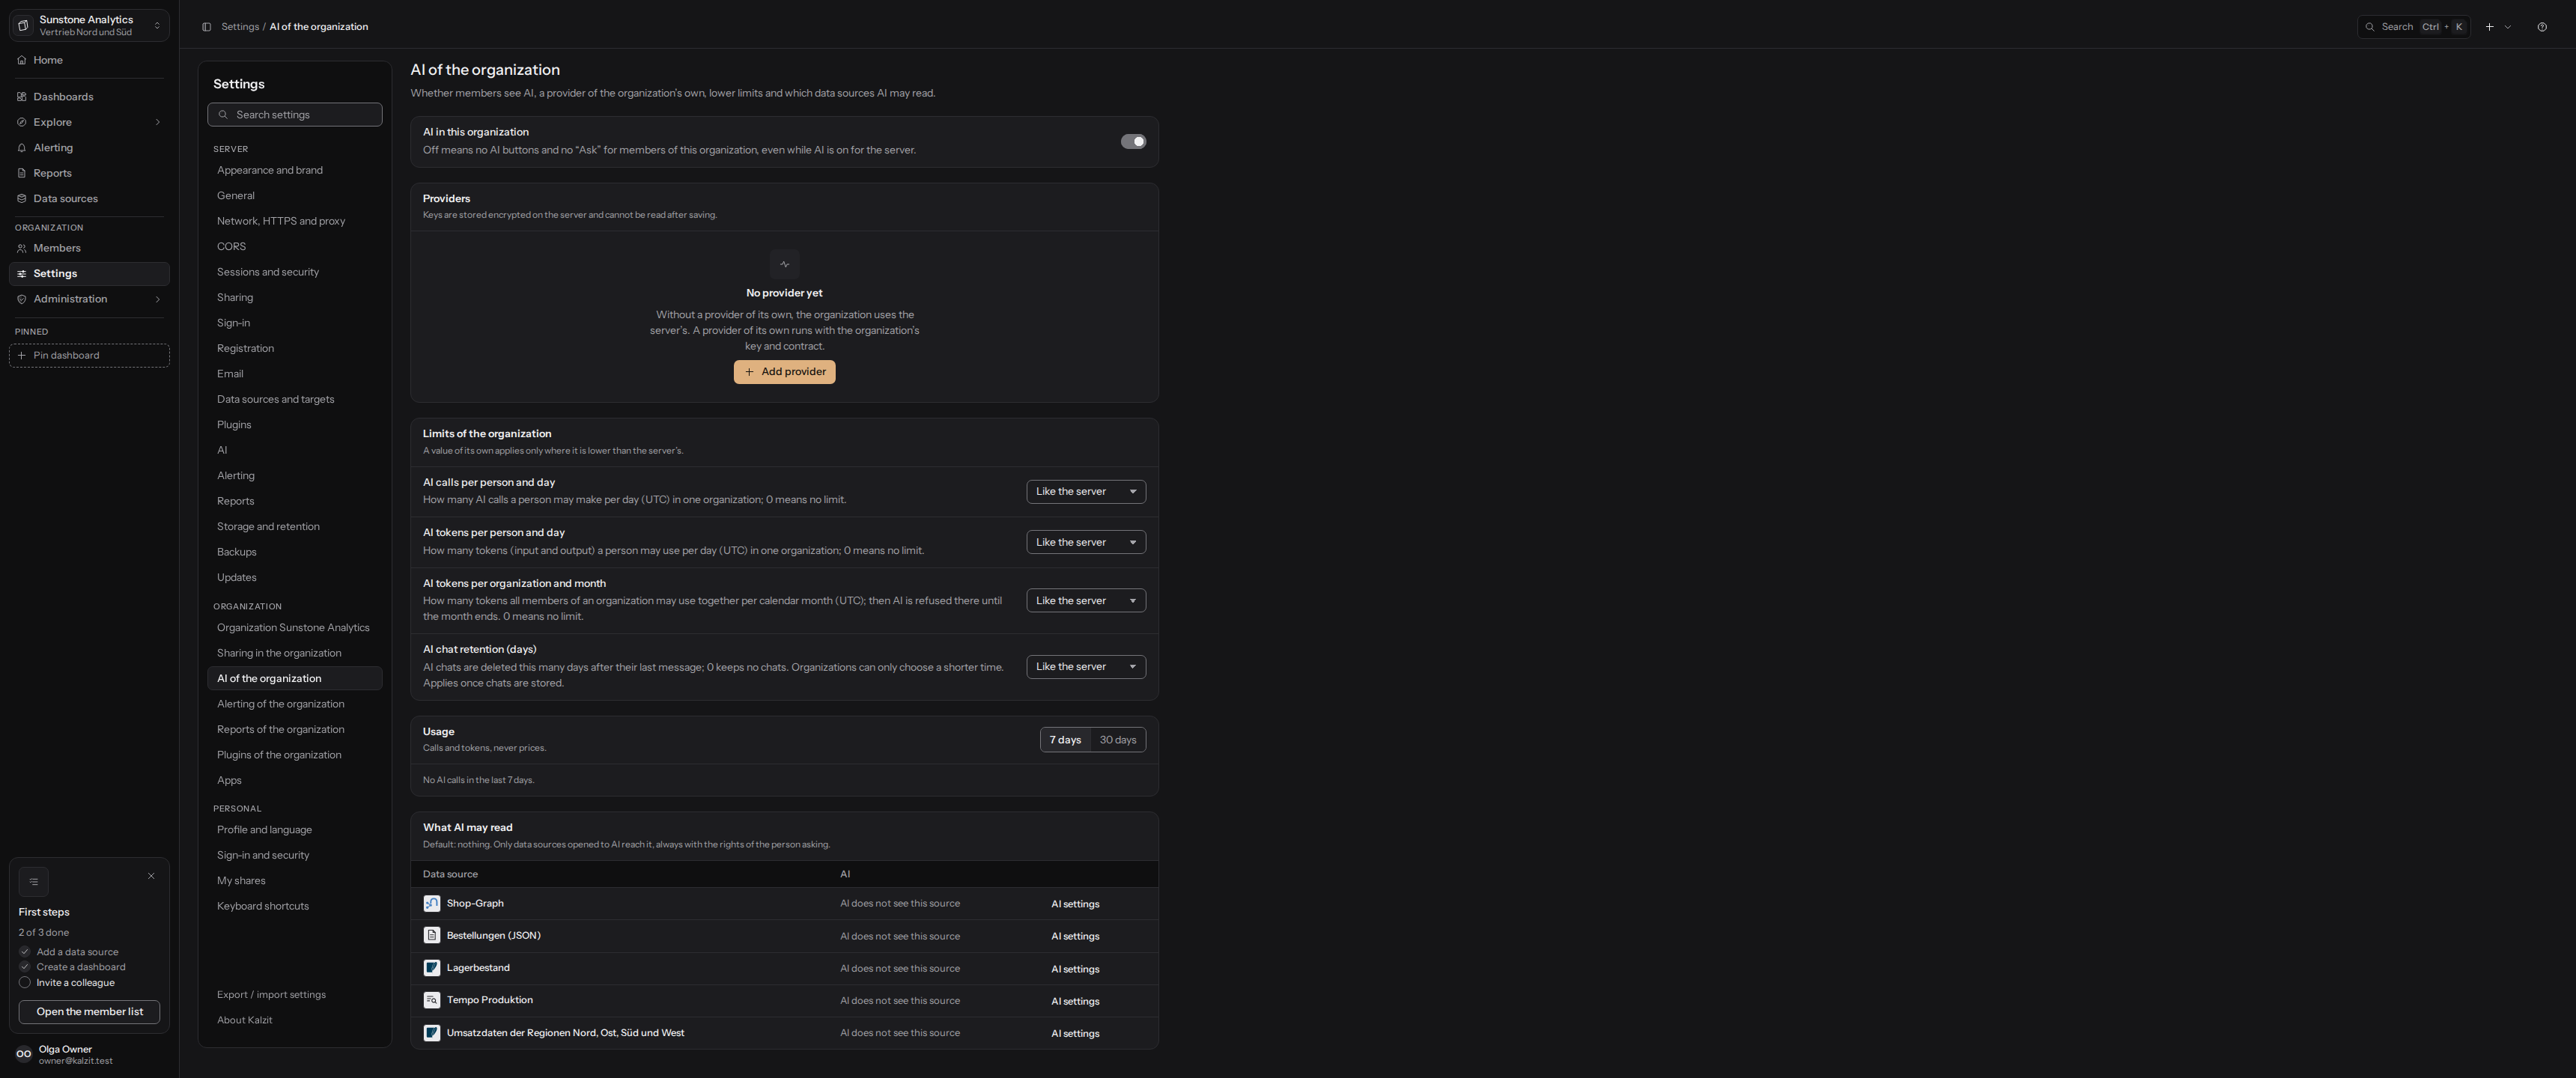 Sunstone Analytics
Vertrieb Nord und Süd
Home
Dashboards
Explore
Alerting
Reports
Data sources
ORGANIZATION
Members
Settings
Administration
PINNED
Pin dashboard
First steps
2 of 3 done
Add a data source
Create a dashboard
Invite a colleague
Open the member list
OO
Olga Owner
owner@kalzit.test
Settings / AI of the organization
Search Ctrl + K
Settings
Search settings
SERVER
Appearance and brand
General
Network, HTTPS and proxy
CORS
Sessions and security
Sharing
Sign-in
Registration
Email
Data sources and targets
Plugins
AI
Alerting
Reports
Storage and retention
Backups
Updates
ORGANIZATION
Organization Sunstone Analytics
Sharing in the organization
AI of the organization
Alerting of the organization
Reports of the organization
Plugins of the organization
Apps
PERSONAL
Profile and language
Sign-in and security
My shares
Keyboard shortcuts
Export / import settings
About Kalzit
AI of the organization
Whether members see AI, a provider of the organization's own, lower limits and which data sources AI may read.
AI in this organization
Off means no AI buttons and no “Ask” for members of this organization, even while AI is on for the server.
Providers
Keys are stored encrypted on the server and cannot be read after saving.
No provider yet
Without a provider of its own, the organization uses the
server's. A provider of its own runs with the organization's
key and contract.
Add provider
Limits of the organization
A value of its own applies only where it is lower than the server's.
AI calls per person and day
How many AI calls a person may make per day (UTC) in one organization; 0 means no limit.
Like the server
AI tokens per person and day
How many tokens (input and output) a person may use per day (UTC) in one organization; 0 means no limit.
Like the server
AI tokens per organization and month
How many tokens all members of an organization may use together per calendar month (UTC); then AI is refused there until
the month ends. 0 means no limit.
Like the server
AI chat retention (days)
AI chats are deleted this many days after their last message; 0 keeps no chats. Organizations can only choose a shorter time.
Applies once chats are stored.
Like the server
Usage
Calls and tokens, never prices.
7 days 30 days
No AI calls in the last 7 days.
What AI may read
Default: nothing. Only data sources opened to AI reach it, always with the rights of the person asking.
Data source AI
Shop-Graph AI does not see this source AI settings
Bestellungen (JSON) AI does not see this source AI settings
Lagerbestand AI does not see this source AI settings
Tempo Produktion AI does not see this source AI settings
Umsatzdaten der Regionen Nord, Ost, Süd und West AI does not see this source AI settings